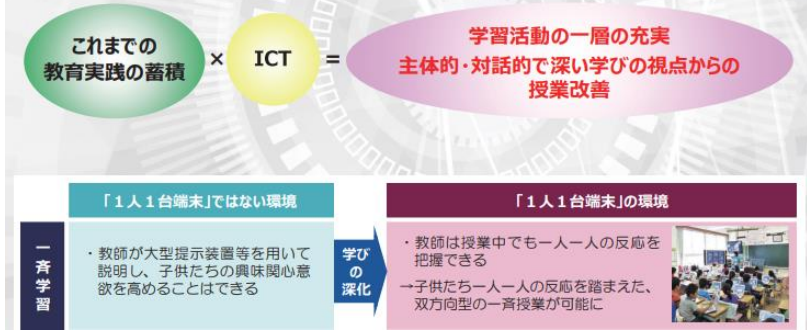 これまでの
教育実践の蓄積
×
ICT
=
学習活動の一層の充実
主体的・対話的で深い学びの視点からの
授業改善
「1人1台端末」ではない環境
「1人1台端末」の環境
一斉学習
・教師が大型提示装置等を用いて
説明し、子供たちの興味関心意
欲を高めることはできる
学び
の
深化
・教師は授業中でも一人一人の反応を
把握できる
→子供たち一人一人の反応を踏まえた、
双方向型の一斉授業が可能に